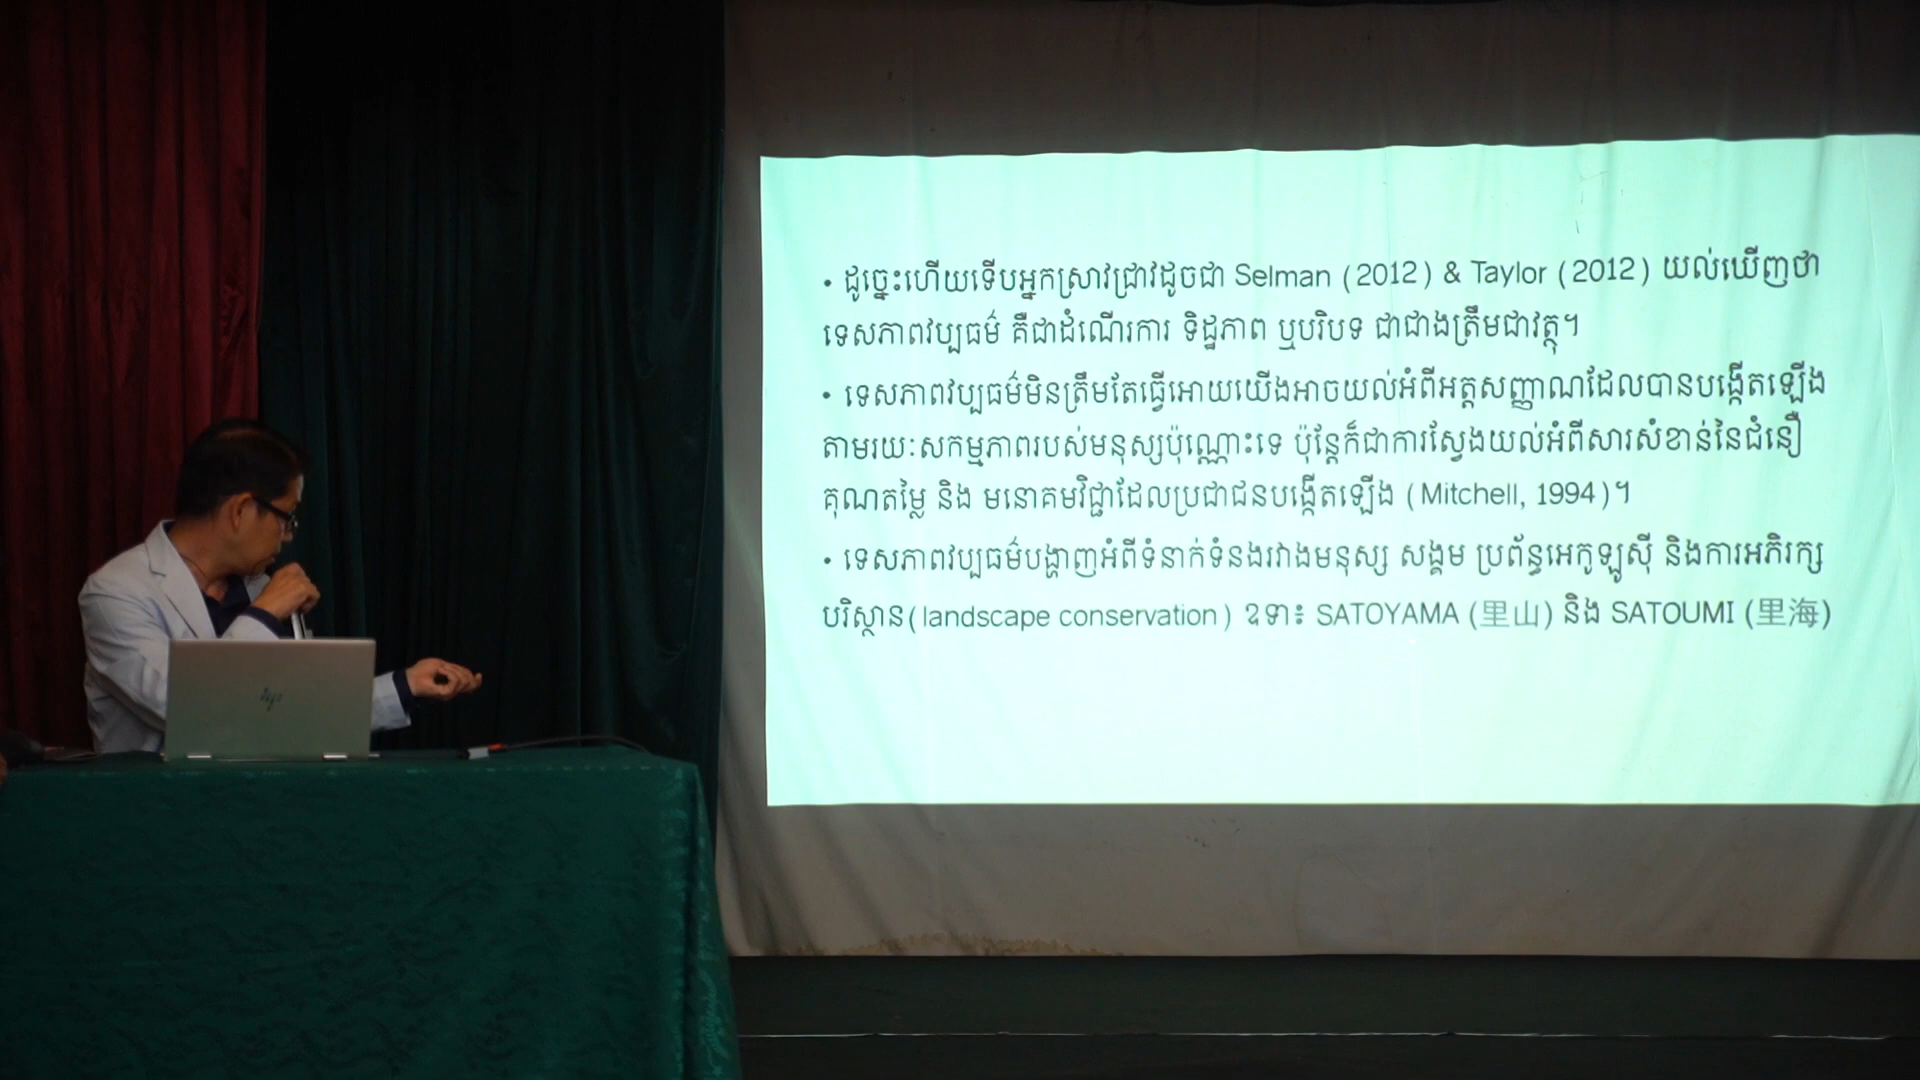 • ដូច្នេះហើយទើបអ្នកស្រាវជ្រាវដូចជា Selman (2012) & Taylor (2012) យល់ឃើញថា
ទេសភាពវប្បធម៌ គឺជាដំណើរការ ទិដ្ឋភាព ឬបរិបទ ជាជាងត្រឹមជាវត្ថុ។
• ទេសភាពវប្បធម៌មិនត្រឹមតែធ្វើអោយយើងអាចយល់អំពីអត្តសញ្ញាណដែលបានបង្កើតឡើង
តាមរយៈសកម្មភាពរបស់មនុស្សប៉ុណ្ណោះទេ ប៉ុន្តែក៏ជាការស្វែងយល់អំពីសារសំខាន់នៃជំនឿ
គុណតម្លៃ និង មនោគមវិជ្ជាដែលប្រជាជនបង្កើតឡើង (Mitchell, 1994)។
• ទេសភាពវប្បធម៌បង្ហាញអំពីទំនាក់ទំនងរវាងមនុស្ស សង្គម ប្រព័ន្ធអេកូឡូស៊ី និងការអភិរក្ស
បរិស្ថាន(landscape conservation) ឧទា៖ SATOYAMA (里山) និង SATOUMI (里海)